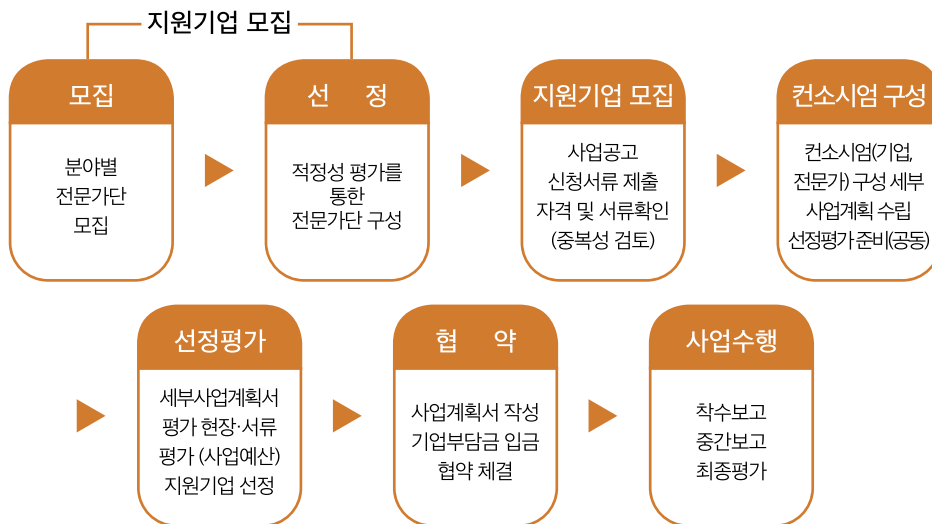 지원기업 모집
모집
분야별
전문가단
모집
선 정
적정성 평가를
통한
전문가단 구성
지원기업 모집
사업공고
신청서류 제출
자격 및 서류확인
(중복성 검토)
컨소시엄 구성
컨소시엄(기업,
전문가) 구성 세부
사업계획 수립
선정평가 준비(공동)
선정평가
세부사업계획서
평가 현장·서류
평가 (사업예산)
지원기업 선정
협 약
사업계획서 작성
기업부담금 입금
협약 체결
사업수행
착수보고
중간보고
최종평가